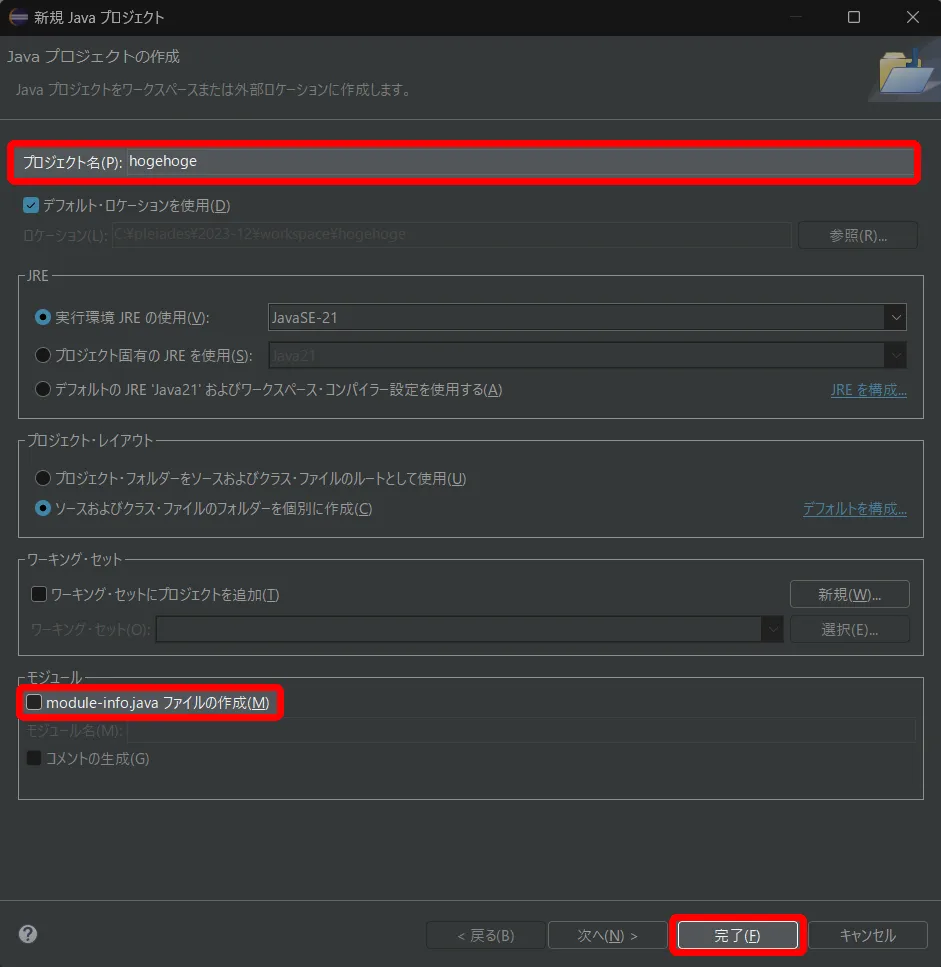 新規 Java プロジェクト
Java プロジェクトの作成
Java プロジェクトをワークスペースまたは外部ロケーションに作成します。
プロジェクト名(P): hogehoge
デフォルト・ロケーションを使用(D)
ロケーション(L): C:¥pleiades¥2023-12¥workspace¥hogehoge 参照(R)...
JRE
実行環境 JRE の使用(V): JavaSE-21
プロジェクト固有の JRE を使用(S): Java21
デフォルトの JRE 'Java21' およびワークスペース・コンパイラー設定を使用する(A) JRE を構成...
プロジェクト・レイアウト
プロジェクト・フォルダーをソースおよびクラス・ファイルのルートとして使用(U)
ソースおよびクラス・ファイルのフォルダーを個別に作成(C) デフォルトを構成...
ワーキング・セット
ワーキング・セットにプロジェクトを追加(T) 新規(W)...
ワーキング・セット(O): 選択(E)...
モジュール
module-info.java ファイルの作成(M)
モジュール名(M):
コメントの生成(G)
? < 戻る(B) 次へ(N) > 完了(F) キャンセル